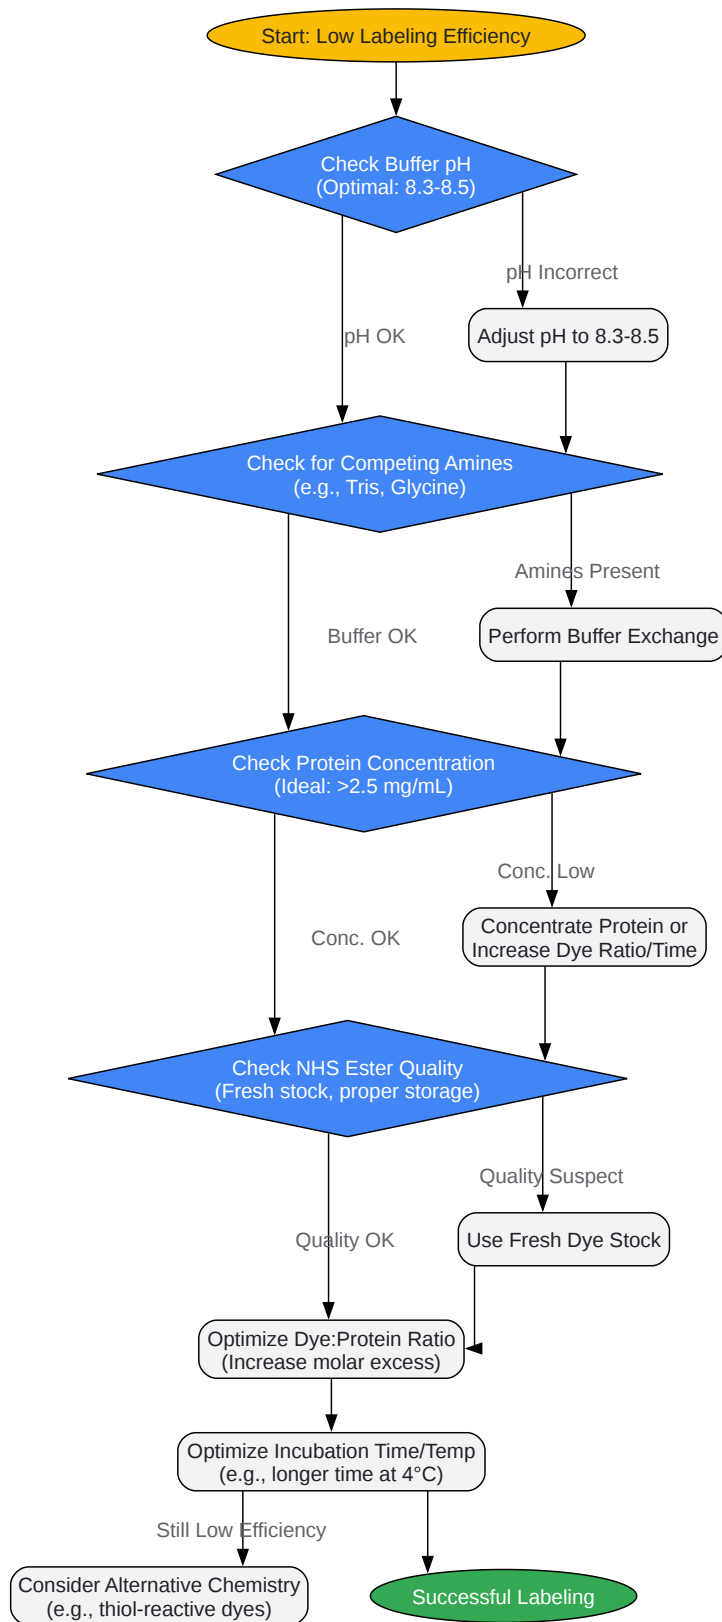 Start: Low Labeling Efficiency
Check Buffer pH
(Optimal: 8.3-8.5)
pH Incorrect
pH OK
Adjust pH to 8.3-8.5
Check for Competing Amines
(e.g., Tris, Glycine)
Amines Present
Buffer OK
Perform Buffer Exchange
Check Protein Concentration
(Ideal: >2.5 mg/mL)
Conc. Low
Conc. OK
Concentrate Protein or
Increase Dye Ratio/Time
Check NHS Ester Quality
(Fresh stock, proper storage)
Quality Suspect
Quality OK
Use Fresh Dye Stock
Optimize Dye:Protein Ratio
(Increase molar excess)
Optimize Incubation Time/Temp
(e.g., longer time at 4°C)
Still Low Efficiency
Consider Alternative Chemistry
(e.g., thiol-reactive dyes)
Successful Labeling